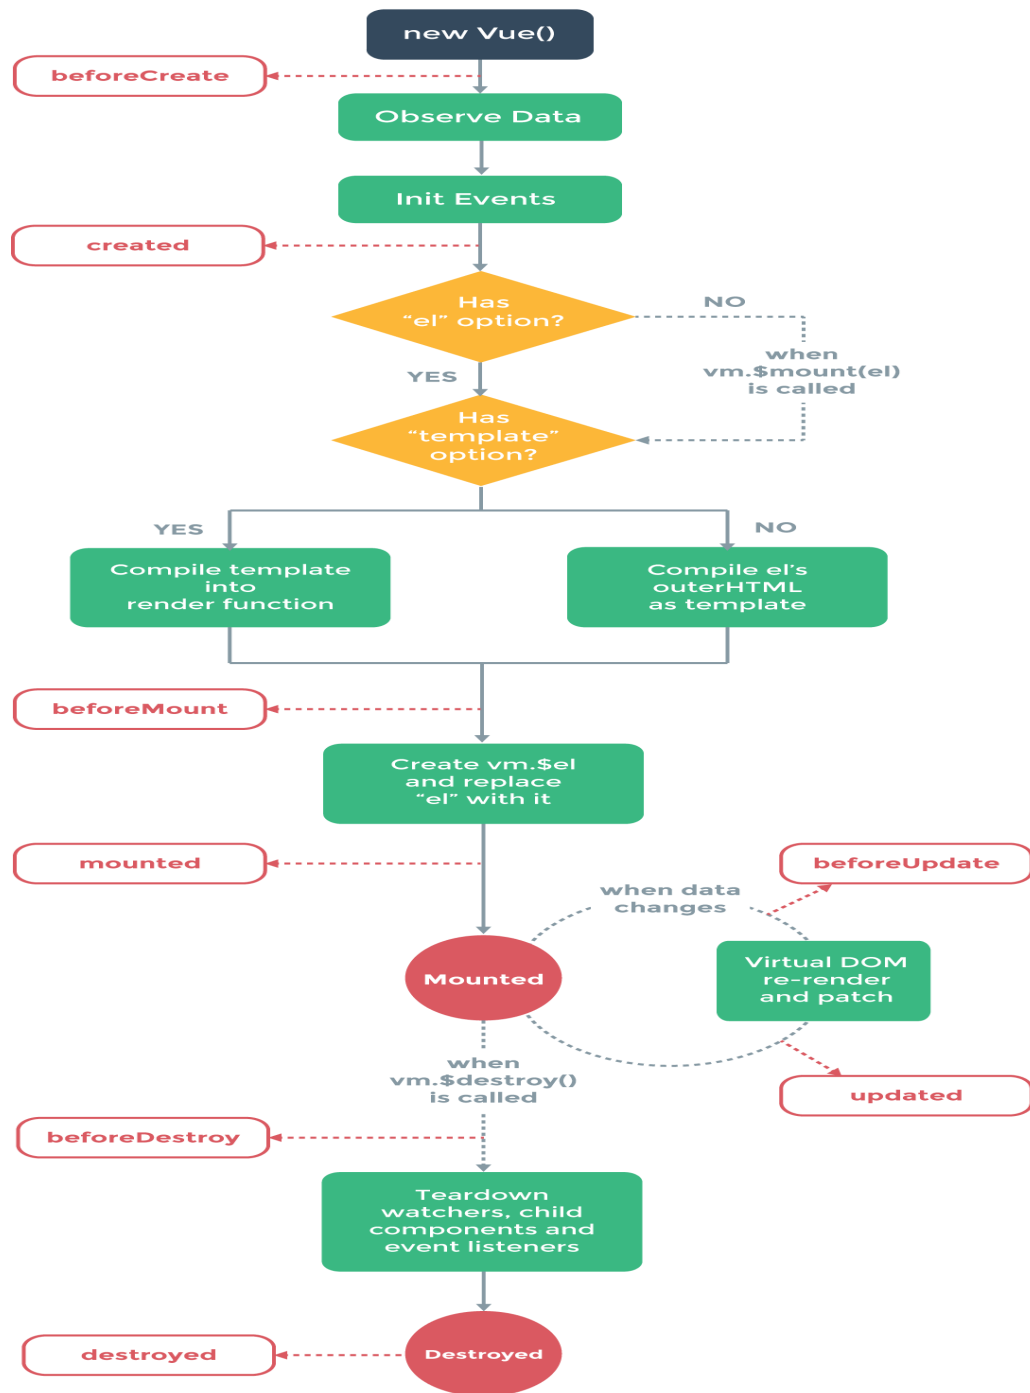 new Vue()
beforeCreate
Observe Data
Init Events
created
Has
“el” option?
NO
when
vm.$mount(el)
is called
YES
Has
“template”
option?
YES
NO
Compile template
into
render function
Compile el's
outerHTML
as template
beforeMount
Create vm.$el
and replace
“el” with it
mounted
beforeUpdate
when data
changes
Mounted
Virtual DOM
re-render
and patch
when
vm.$destroy()
is called
updated
beforeDestroy
Teardown
watchers, child
components and
event listeners
destroyed
Destroyed